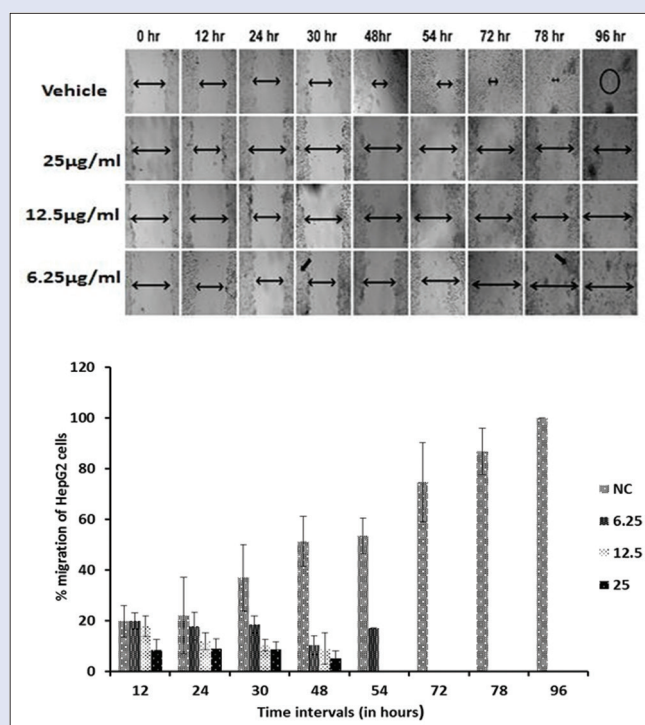 0 hr 12 hr 24 hr 30 hr 48hr 54 hr 72 hr 78 hr 96 hr
Vehicle
25µg/ml
12.5µg/ml
6.25µg/ml
120
100
80
60
40
20
0
% migration of HepG2 cells
NC
6.25
12.5
25
12 24 30 48 54 72 78 96
Time intervals (in hours)